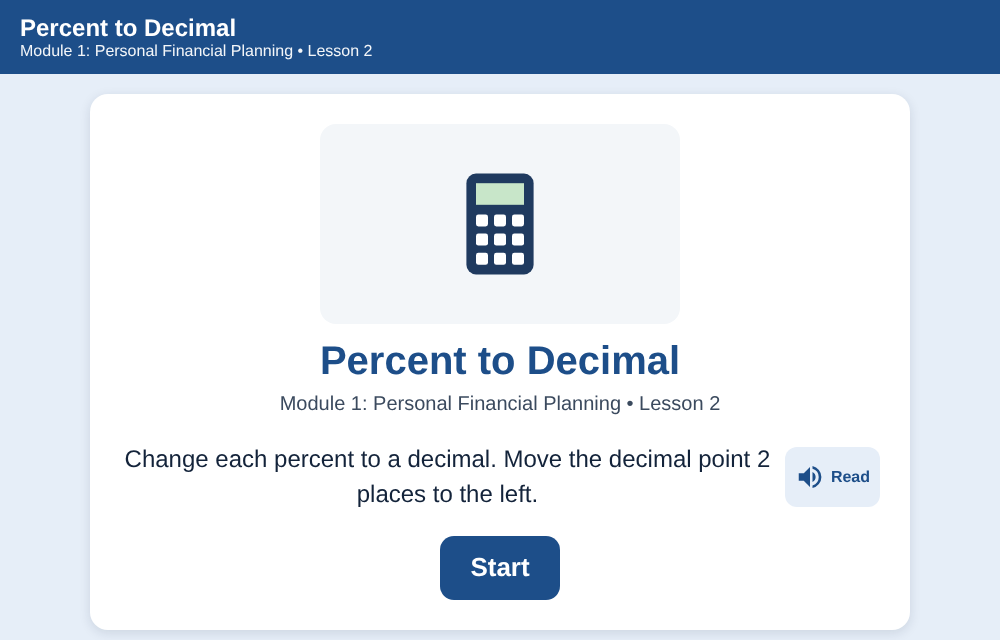 Percent to Decimal
Module 1: Personal Financial Planning • Lesson 2
Percent to Decimal
Module 1: Personal Financial Planning • Lesson 2
Change each percent to a decimal. Move the decimal point 2
places to the left.
Read
Start